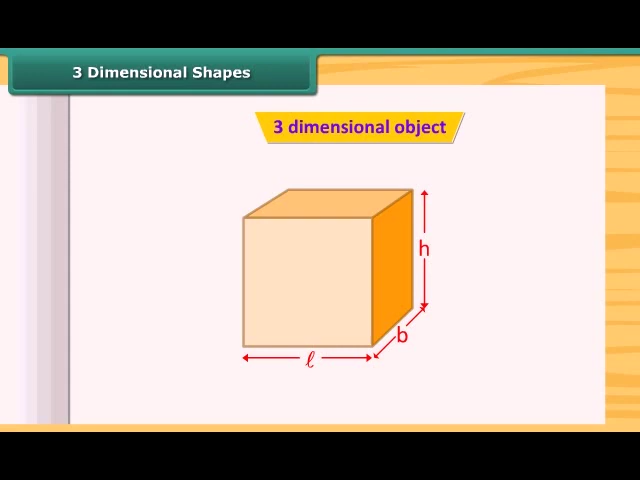 3 Dimensional Shapes
3 dimensional object
h
b
ℓ